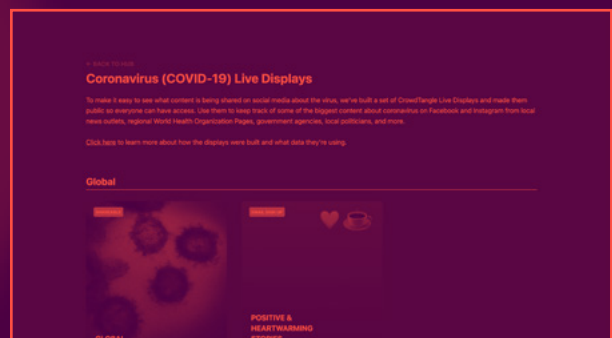 < BACK TO HUB
Coronavirus (COVID-19) Live Displays
To make it easy to see what content is being shared on social media about the virus, we've built a set of CrowdTangle Live Displays and made them
public so everyone can have access. Use them to keep track of some of the biggest content about coronavirus on Facebook and Instagram from local
news outlets, regional World Health Organization Pages, government agencies, local politicians, and more.
Click here to learn more about how the displays were built and what data they're using.
Global
POSITIVE &
HEARTWARMING
STORIES
GLOBAL